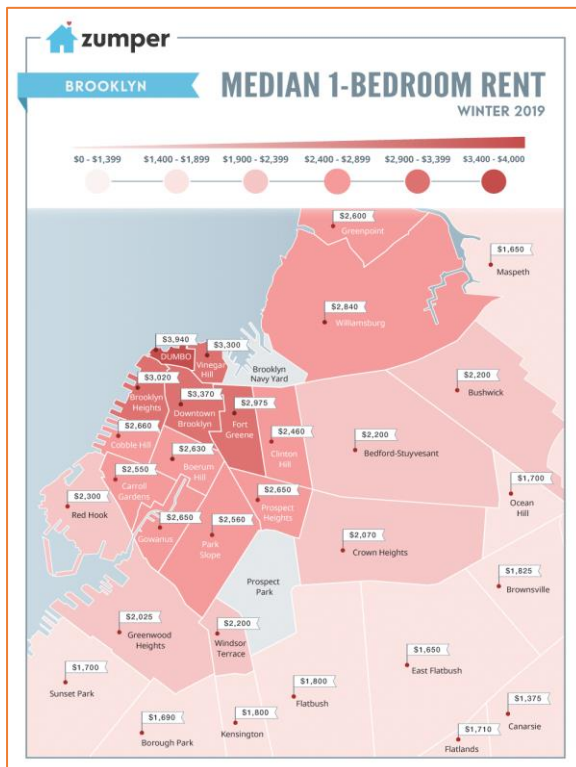 zumper
BROOKLYN
MEDIAN 1-BEDROOM RENT
WINTER 2019
$0 - $1,399 $1,400 - $1,899 $1,900 - $2,399 $2,400 - $2,899 $2,900 - $3,399 $3,400 - $4,000
$2,600
Greenpoint
$1,650
Maspeth
$2,840
Williamsburg
$3,940
DUMBO
$3,300
Vinegar
Hill
Brooklyn
Navy Yard
$2,200
Bushwick
$3,020
Brooklyn
Heights
$3,370
Downtown
Brooklyn
$2,975
Fort
Greene
$2,660
Cobble Hill
$2,460
Clinton
Hill
$2,200
Bedford-Stuyvesant
$2,630
Boerum
Hill
$2,550
Carroll
Gardens
$1,700
Ocean
Hill
$2,300
Red Hook
$2,650
Prospect
Heights
$2,650
Gowanus
$2,560
Park
Slope
$2,070
Crown Heights
Prospect
Park
$1,825
Brownsville
$2,025
Greenwood
Heights
$2,200
Windsor
Terrace
$1,650
East Flatbush
$1,700
Sunset Park
$1,800
Flatbush
$1,375
Canarsie
$1,690
Borough Park
$1,800
Kensington
$1,710
Flatlands